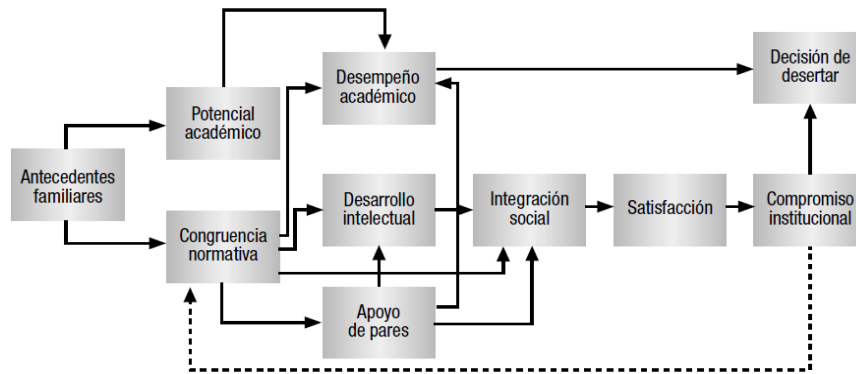 Desempeño
académico
Decisión de
desertar
Potencial
académico
Antecedentes
familiares
Congruencia
normativa
Desarrollo
intelectual
Integración
social
Satisfacción
Compromiso
institucional
Apoyo
de pares